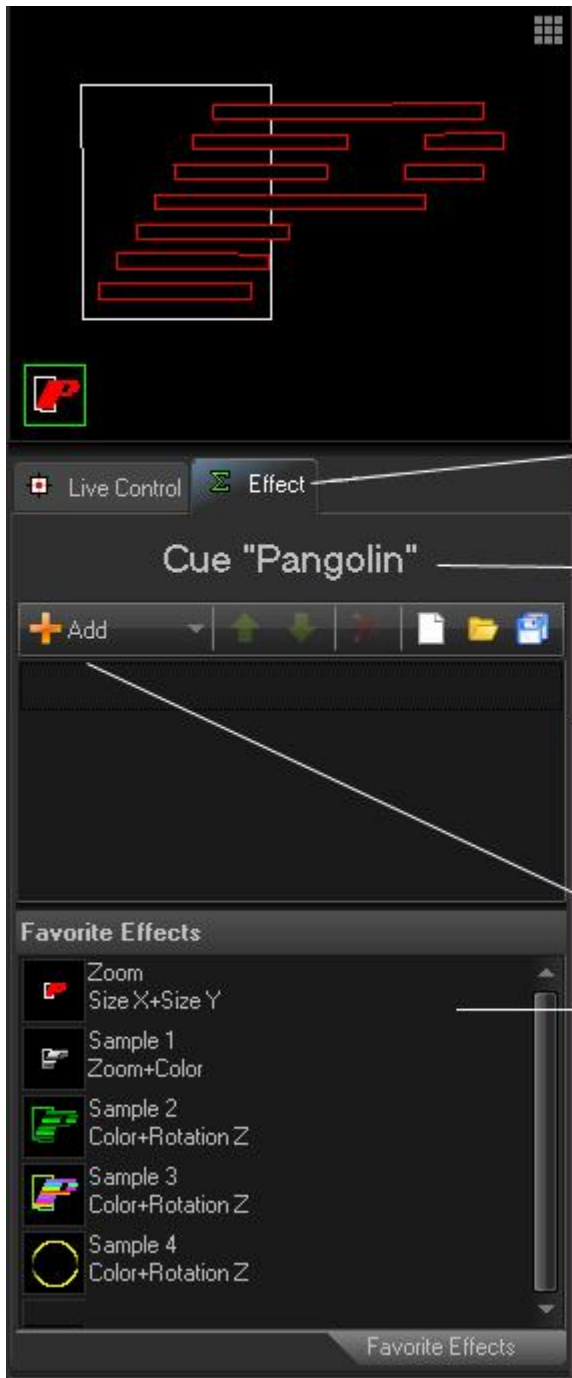 Live Control
Effect
Cue "Pangolin"
Add
Favorite Effects
Zoom
Size X+Size Y
Sample 1
Zoom+Color
Sample 2
Color+Rotation Z
Sample 3
Color+Rotation Z
Sample 4
Color+Rotation Z
Favorite Effects